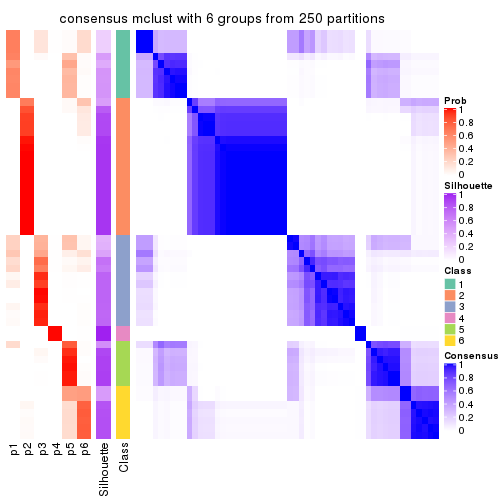 consensus mclust with 6 groups from 250 partitions
Prob
1
0.8
0.6
0.4
0.2
0
Silhouette
1
0.8
0.6
0.4
0.2
0
Class
1
2
3
4
5
6
Consensus
1
0.8
0.6
0.4
0.2
0
p1
p2
p3
p4
p5
p6
Silhouette
Class